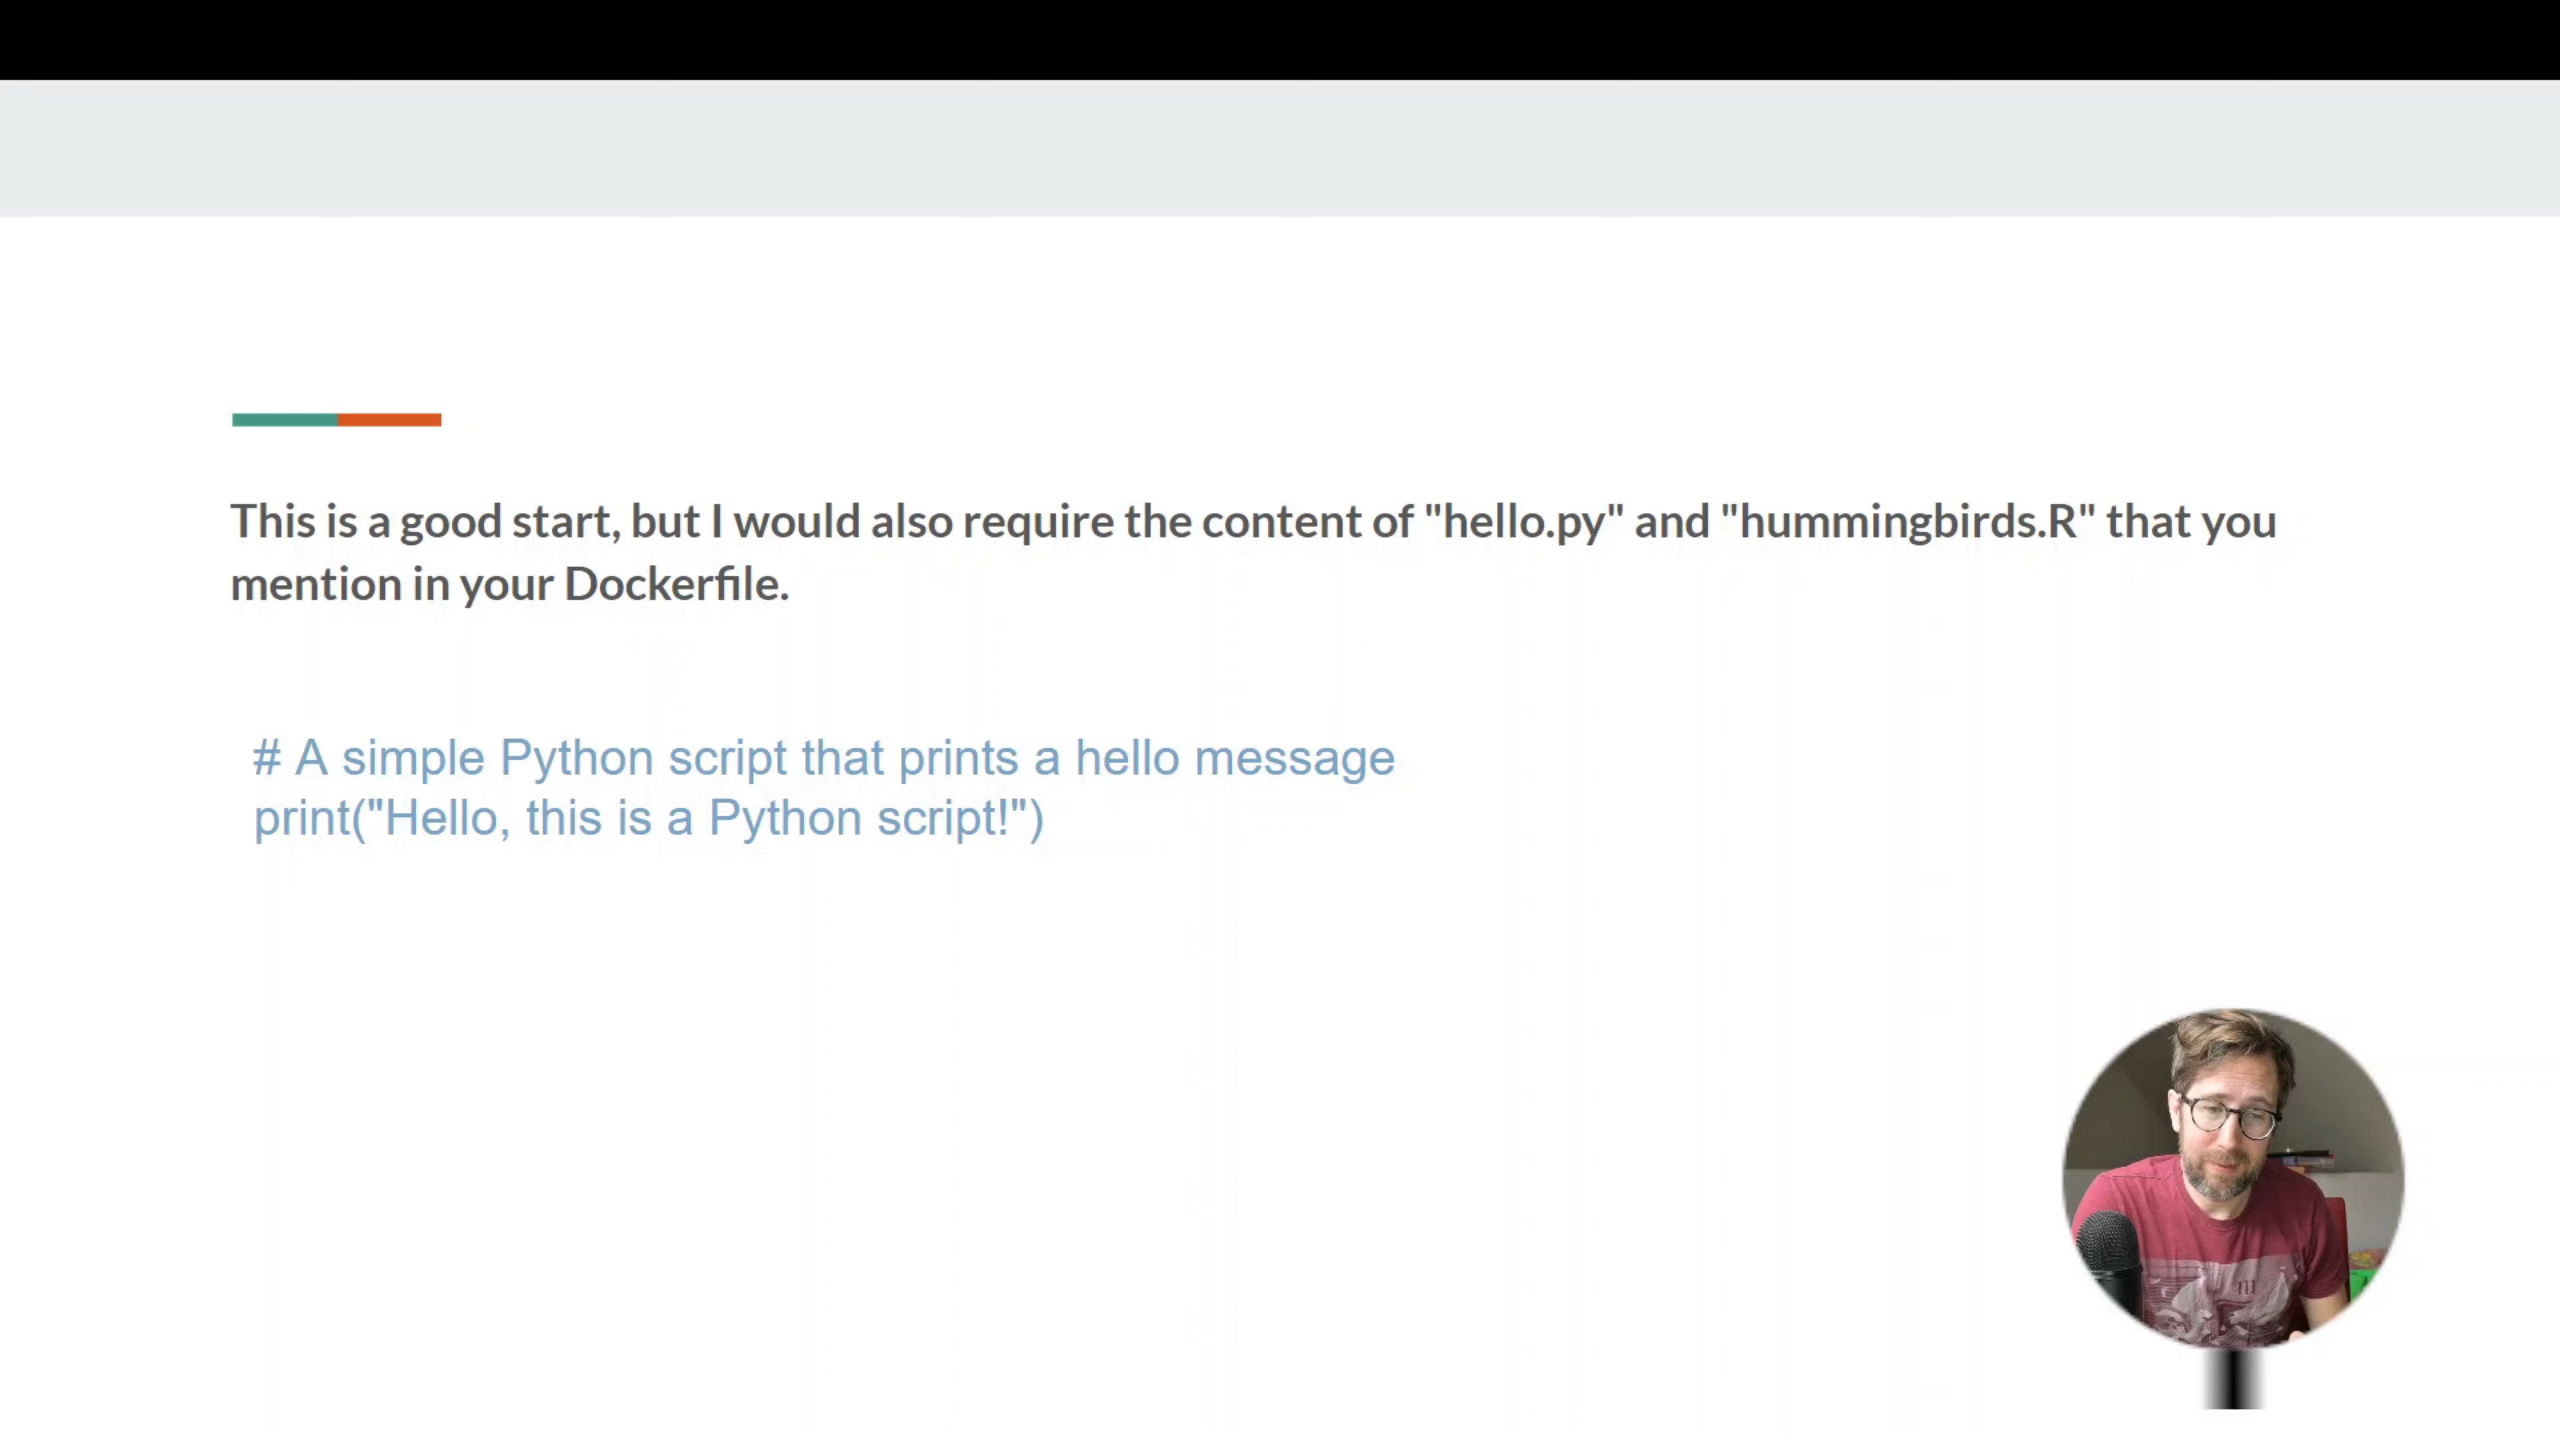 This is a good start, but I would also require the content of "hello.py" and "hummingbirds.R" that you
mention in your Dockerfile.
# A simple Python script that prints a hello message
print("Hello, this is a Python script!")